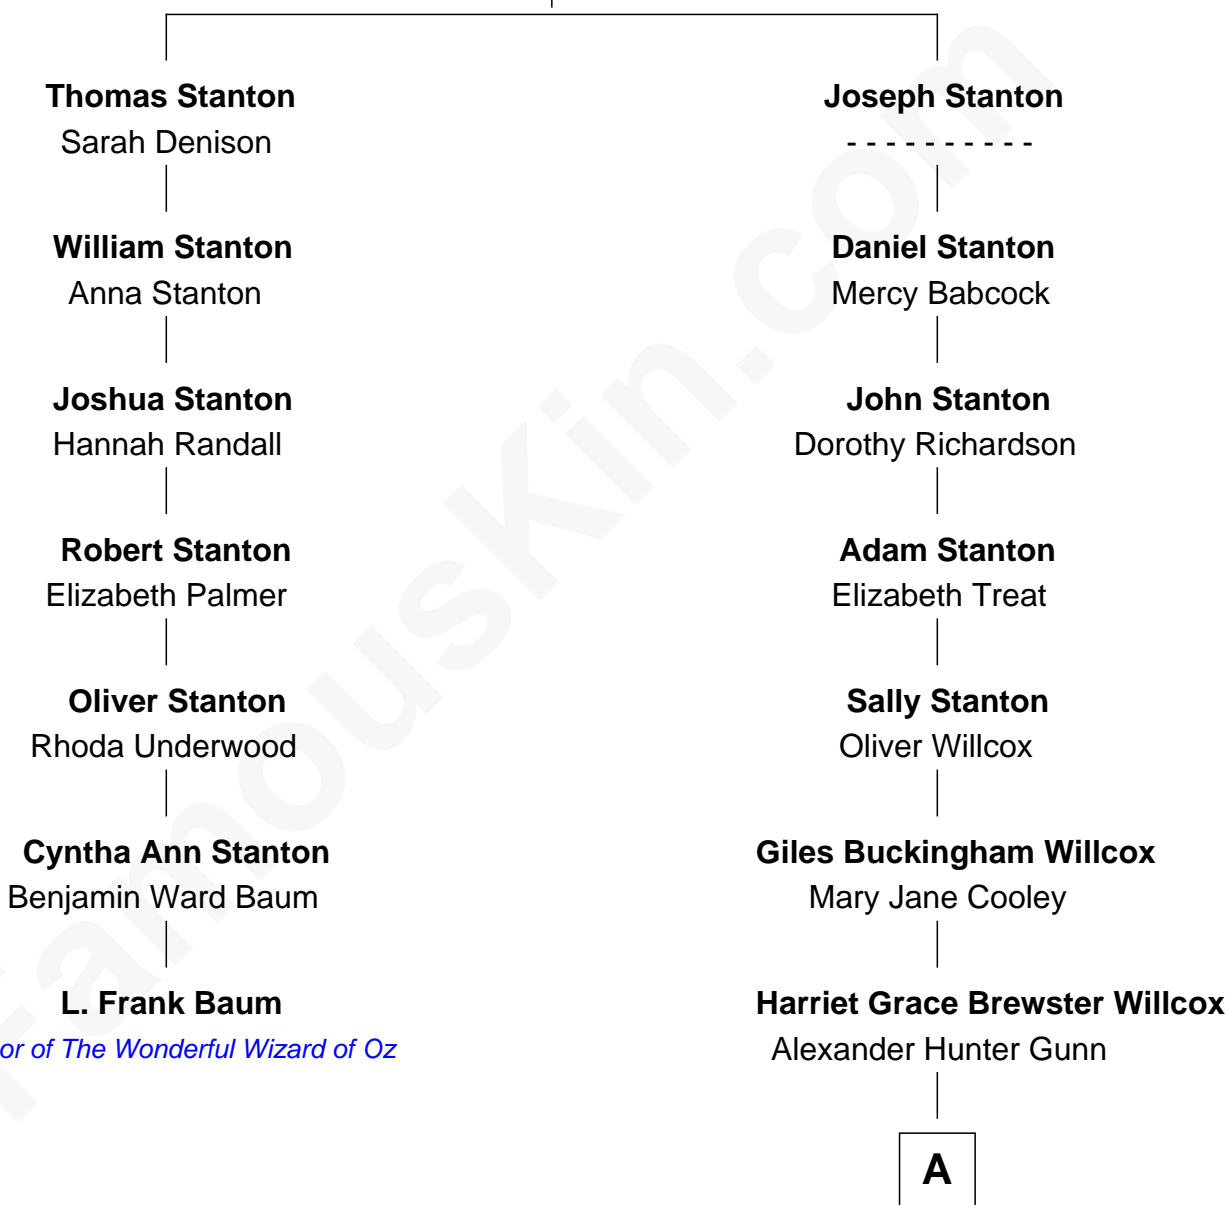 Thomas Stanton
Sarah Denison
William Stanton
Anna Stanton
Joshua Stanton
Hannah Randall
Robert Stanton
Elizabeth Palmer
Oliver Stanton
Rhoda Underwood
Cyntha Ann Stanton
Benjamin Ward Baum
L. Frank Baum
of The Wonderful Wizard of Oz
Joseph Stanton
- - - - - - - - - -
Daniel Stanton
Mercy Babcock
John Stanton
Dorothy Richardson
Adam Stanton
Elizabeth Treat
Sally Stanton
Oliver Willcox
Giles Buckingham Willcox
Mary Jane Cooley
Harriet Grace Brewster Willcox
Alexander Hunter Gunn
A
FamousKin.com